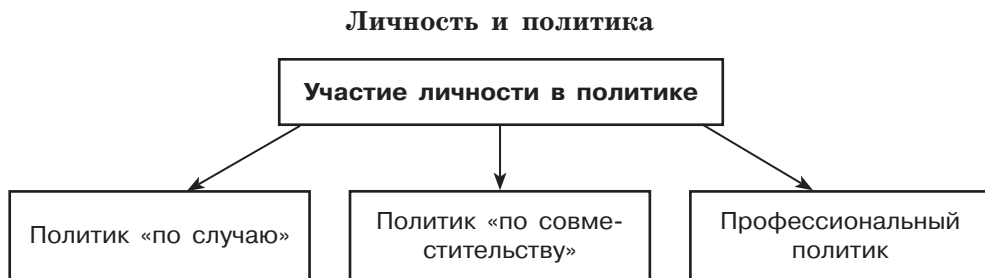 Личность и политика
Участие личности в политике
Политик «по случаю»
Политик «по совме-
стительству»
Профессиональный
политик